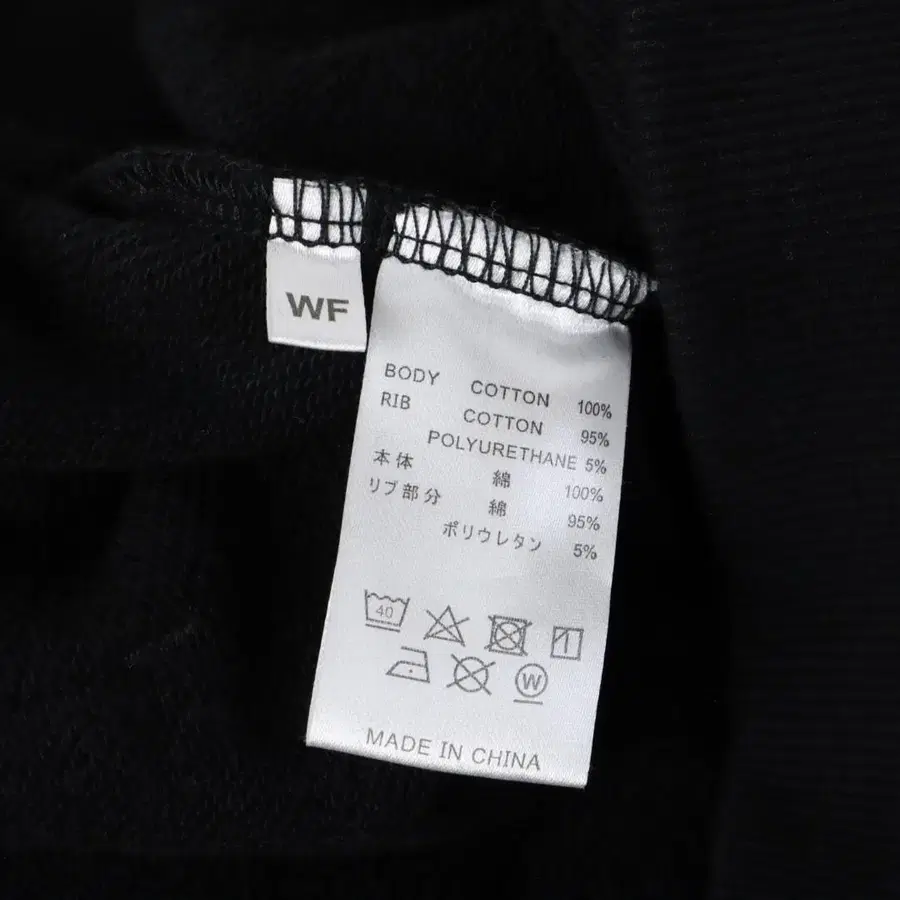 WF
BODY COTTON 100%
RIB COTTON 95%
POLYURETHANE 5%
本体 綿 100%
リブ部分 綿 95%
ポリウレタン 5%
40
W
MADE IN CHINA